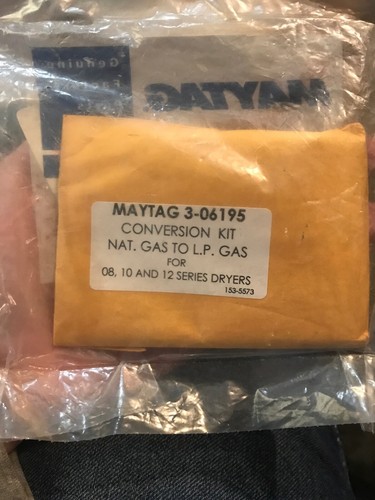 Genuine
MAYTAG
MAYTAG 3-06195
CONVERSION KIT
NAT. GAS TO L.P. GAS
FOR
08, 10 AND 12 SERIES DRYERS
153-5573